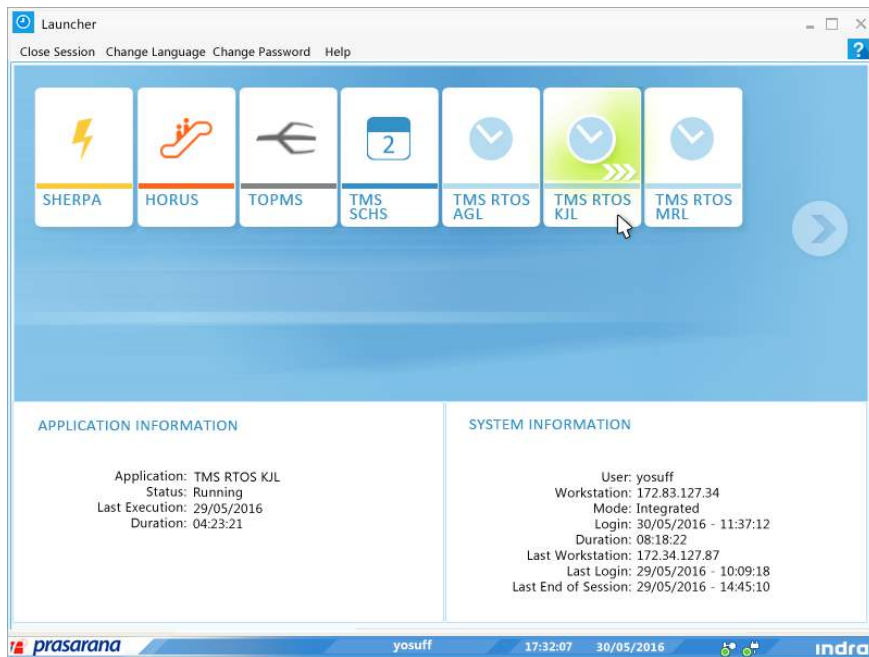 Launcher
Close Session Change Language Change Password Help
?
2
SHERPA
HORUS
TOPMS
TMS
SCHS
TMS RTOS
AGL
TMS RTOS
KJL
TMS RTOS
MRL
APPLICATION INFORMATION
Application: TMS RTOS KJL
Status: Running
Last Execution: 29/05/2016
Duration: 04:23:21
SYSTEM INFORMATION
User: yosuff
Workstation: 172.83.127.34
Mode: Integrated
Login: 30/05/2016 - 11:37:12
Duration: 08:18:22
Last Workstation: 172.34.127.87
Last Login: 29/05/2016 - 10:09:18
Last End of Session: 29/05/2016 - 14:45:10
prasarana yosuff 17:32:07 30/05/2016 indra